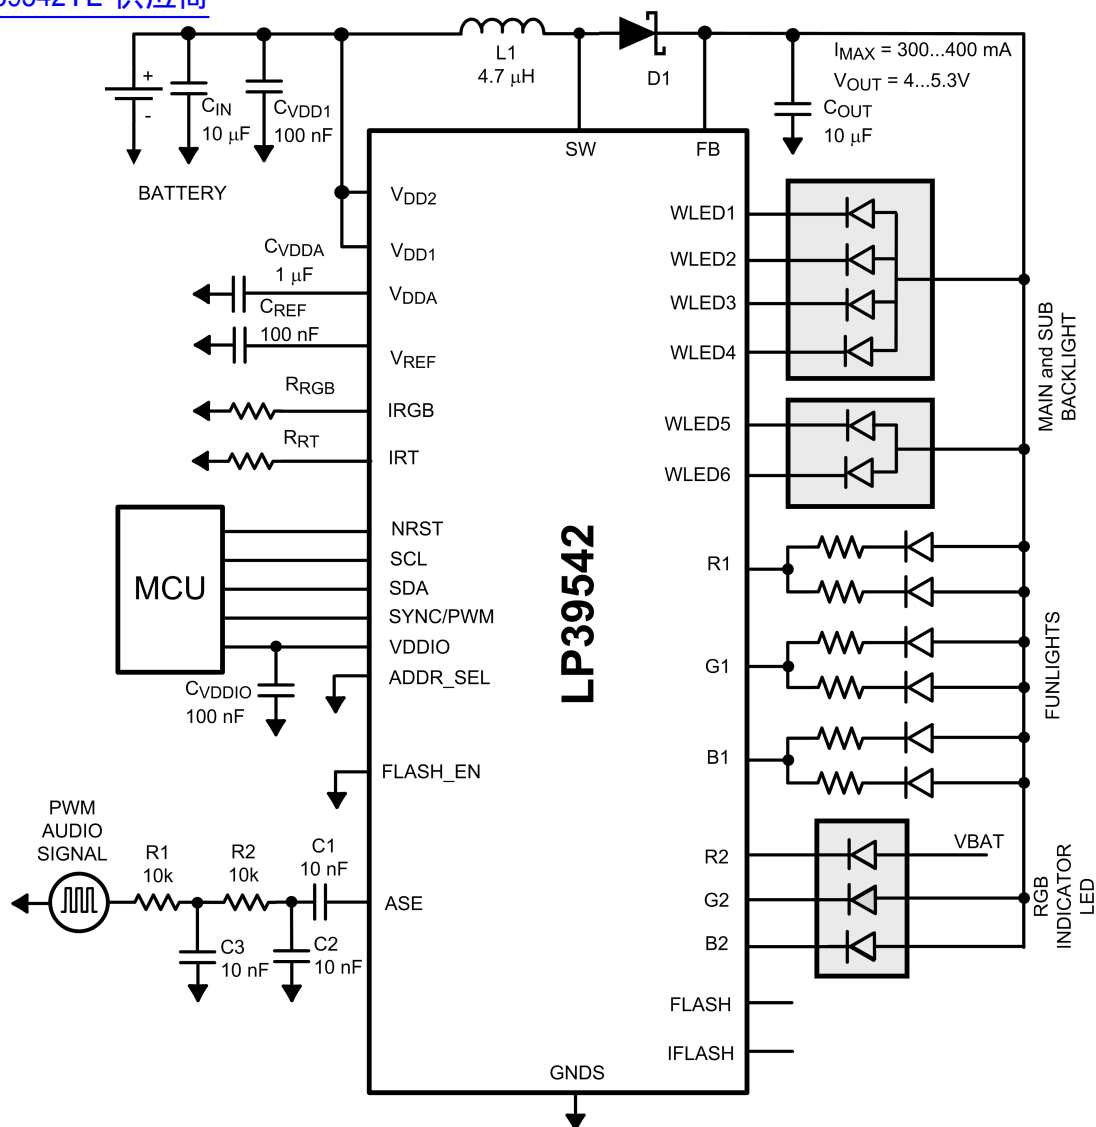 供应商
L1
4.7 μH
D1
IMAX = 300...400 mA
VOUT = 4...5.3V
CIN
10 μF
CVDD1
100 nF
COUT
10 μF
+
-
BATTERY
SW
FB
VDD2
VDD1
VDDA
VREF
IRGB
IRT
CVDDA
1 μF
CREF
100 nF
RRGB
RRT
WLED1
WLED2
WLED3
WLED4
WLED5
WLED6
MAIN and SUB
BACKLIGHT
MCU
NRST
SCL
SDA
SYNC/PWM
VDDIO
ADDR_SEL
CVDDIO
100 nF
LP39542
R1
G1
B1
FUNLIGHTS
FLASH_EN
PWM
AUDIO
SIGNAL
R1
10k
R2
10k
C1
10 nF
ASE
C3
10 nF
C2
10 nF
R2
G2
B2
VBAT
RGB
INDICATOR
LED
FLASH
IFLASH
GNDS